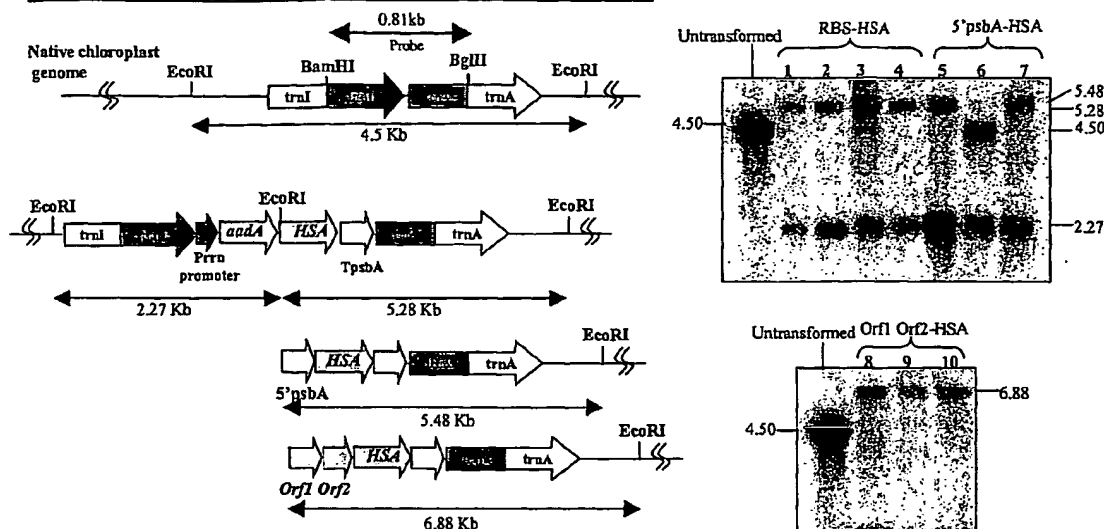 0.81kb
Probe
Native chloroplast
genome
EcoRI
BamHI
BglII
EcoRI
trnI
trnA
4.5 Kb
EcoRI
EcoRI
EcoRI
trnI
aadA
HSA
trnA
Prrn
promoter
TpsbA
2.27 Kb
5.28 Kb
EcoRI
HSA
trnA
5'psbA
5.48 Kb
EcoRI
HSA
trnA
Orf1 Orf2
6.88 Kb
Untransformed
RBS-HSA
5'psbA-HSA
1 2 3 4 5 6 7
4.50
5.48
5.28
4.50
2.27
Untransformed
Orf1 Orf2-HSA
8 9 10
4.50
6.88